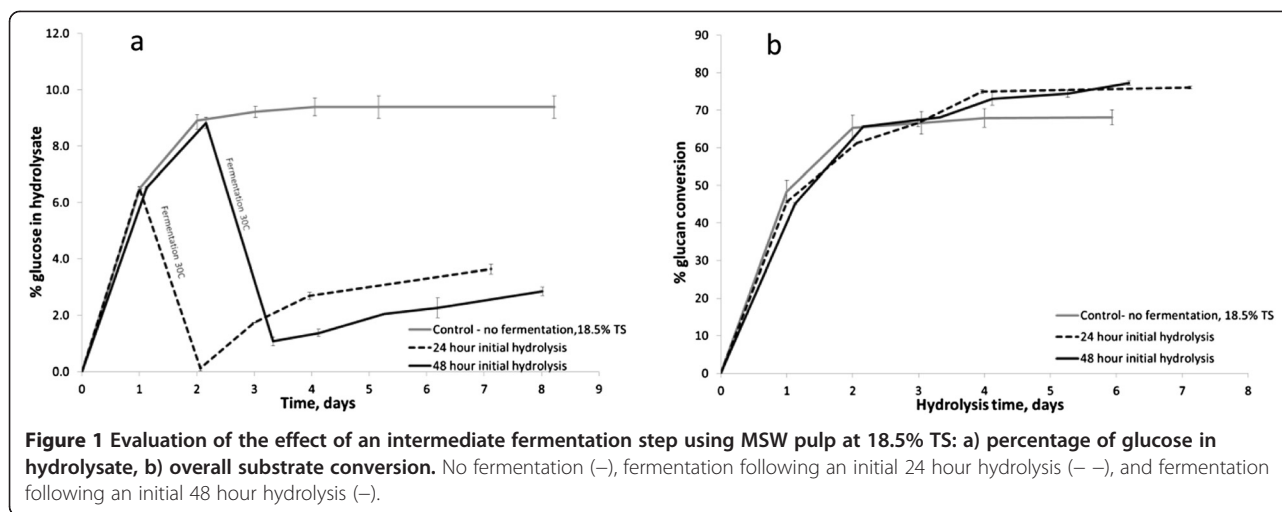 a
12.0
10.0
8.0
6.0
4.0
2.0
0.0
% glucose in hydrolysate
Fermentation 30C
Fermentation 30C
Control - no fermentation,18.5% TS
24 hour initial hydrolysis
48 hour initial hydrolysis
0 1 2 3 4 5 6 7 8 9
Time, days
b
90
80
70
60
50
40
30
20
10
0
% glucan conversion
Control- no fermentation, 18.5% TS
24 hour initial hydrolysis
48 hour initial hydrolysis
0 1 2 3 4 5 6 7 8
Hydrolysis time, days
Figure 1 Evaluation of the effect of an intermediate fermentation step using MSW pulp at 18.5% TS: a) percentage of glucose in
hydrolysate, b) overall substrate conversion. No fermentation (−), fermentation following an initial 24 hour hydrolysis (− −), and fermentation
following an initial 48 hour hydrolysis (−).